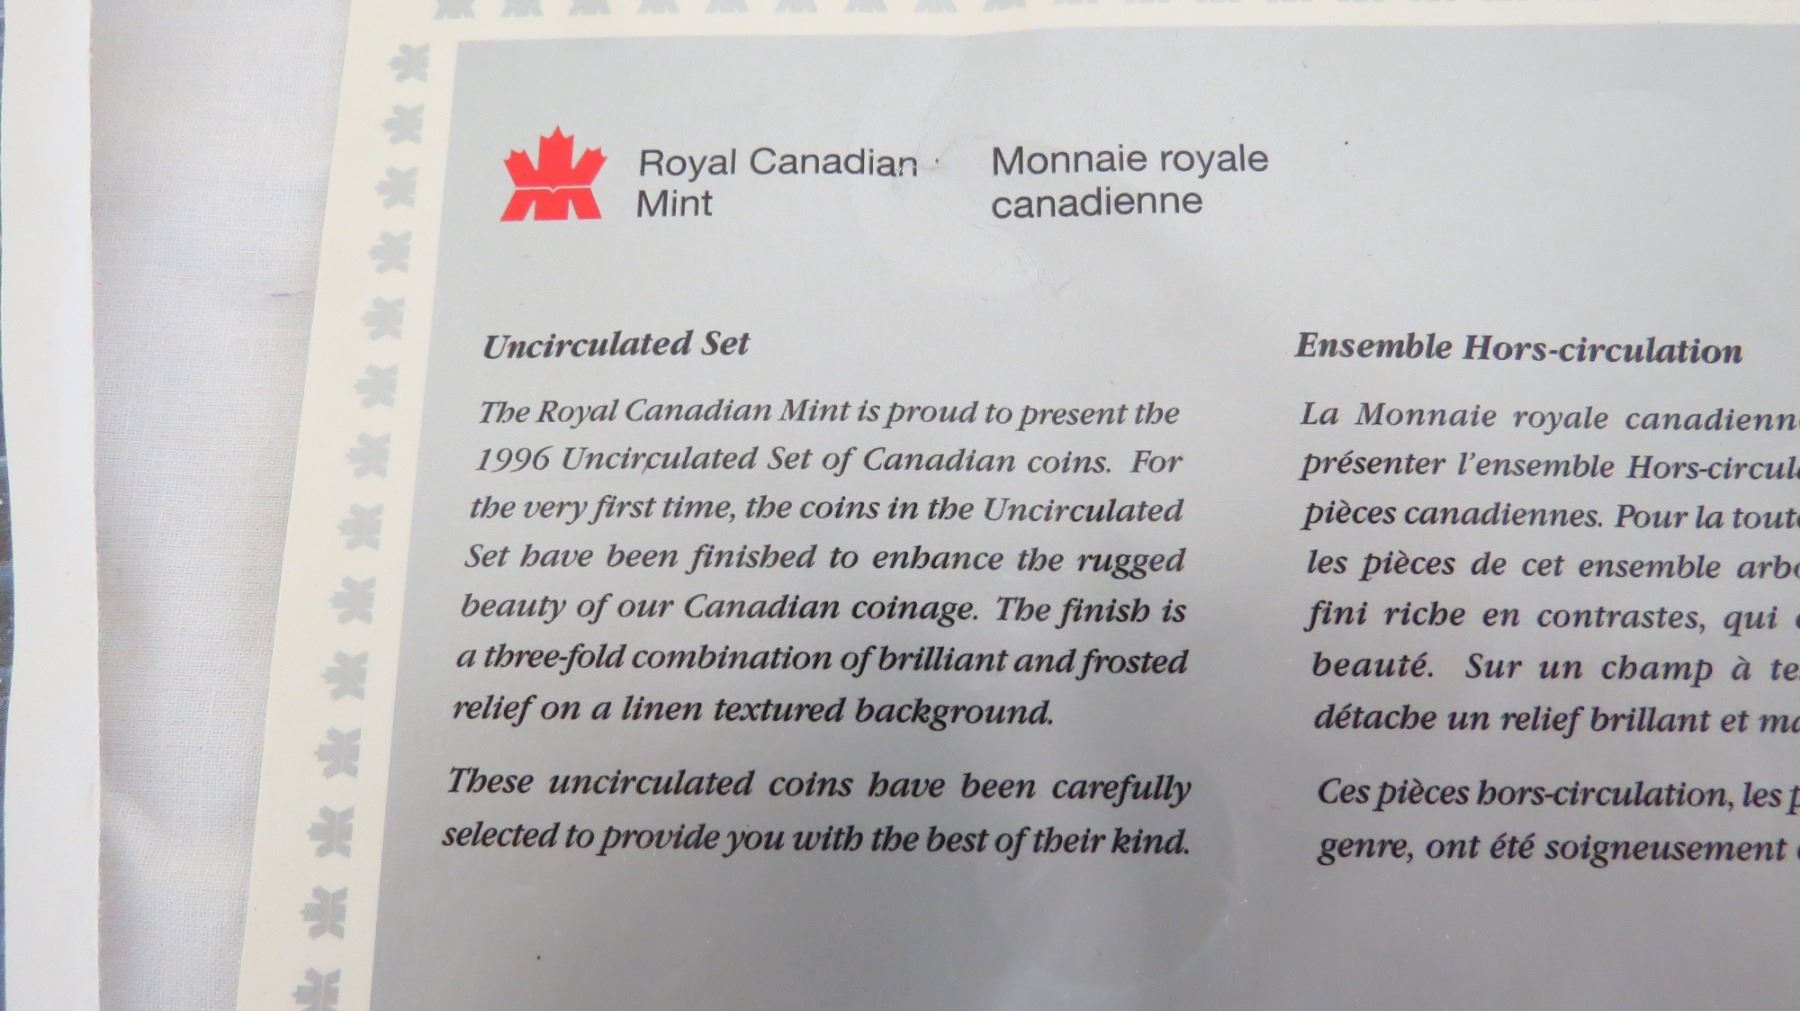 Royal Canadian
Mint
Monnaie royale
canadienne
Uncirculated Set
The Royal Canadian Mint is proud to present the
1996 Uncirculated Set of Canadian coins. For
the very first time, the coins in the Uncirculated
Set have been finished to enhance the rugged
beauty of our Canadian coinage. The finish is
a three-fold combination of brilliant and frosted
relief on a linen textured background.
These uncirculated coins have been carefully
selected to provide you with the best of their kind.
Ensemble Hors-circulation
La Monnaie royale
présenter l'ensemble
pièces canadiennes. Pour la
les pièces de cet ensemble
fini riche en contrastes, qui
beauté. Sur un champ à
détache un relief brillant et
Ces pièces hors-circulation, les
genre, ont été soigneusement